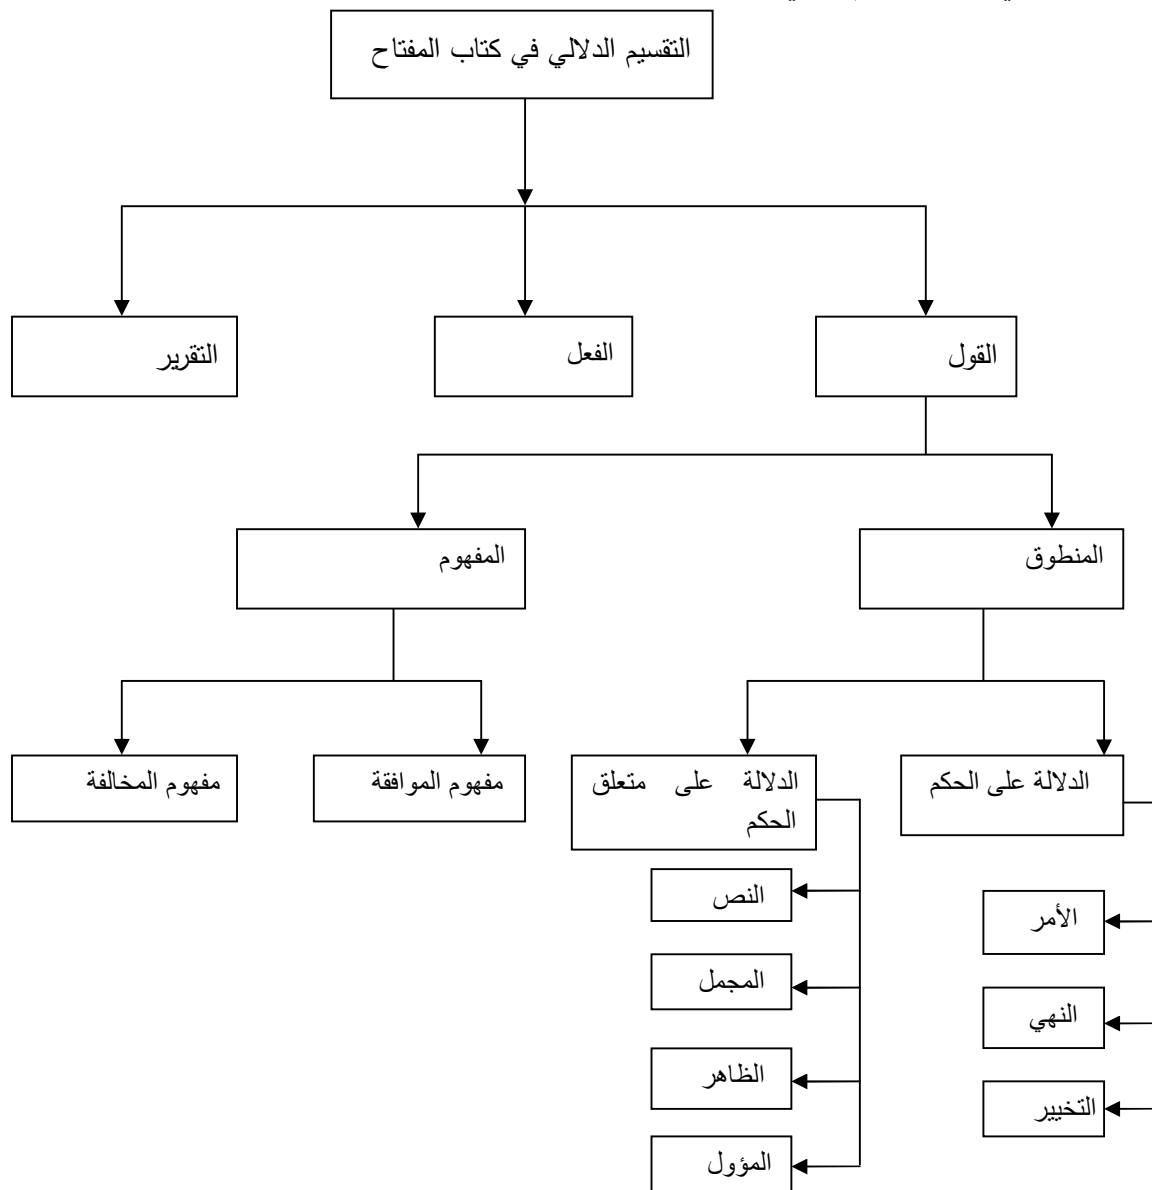 التقسيم الدلالي في كتاب المفتاح
القول
الفعل
التقرير
المنطوق
المفهوم
الدلالة على الحكم
الدلالة على متعلق
الحكم
مفهوم الموافقة
مفهوم المخالفة
الأمر
النهي
التخيير
النص
المجمل
الظاهر
المؤول